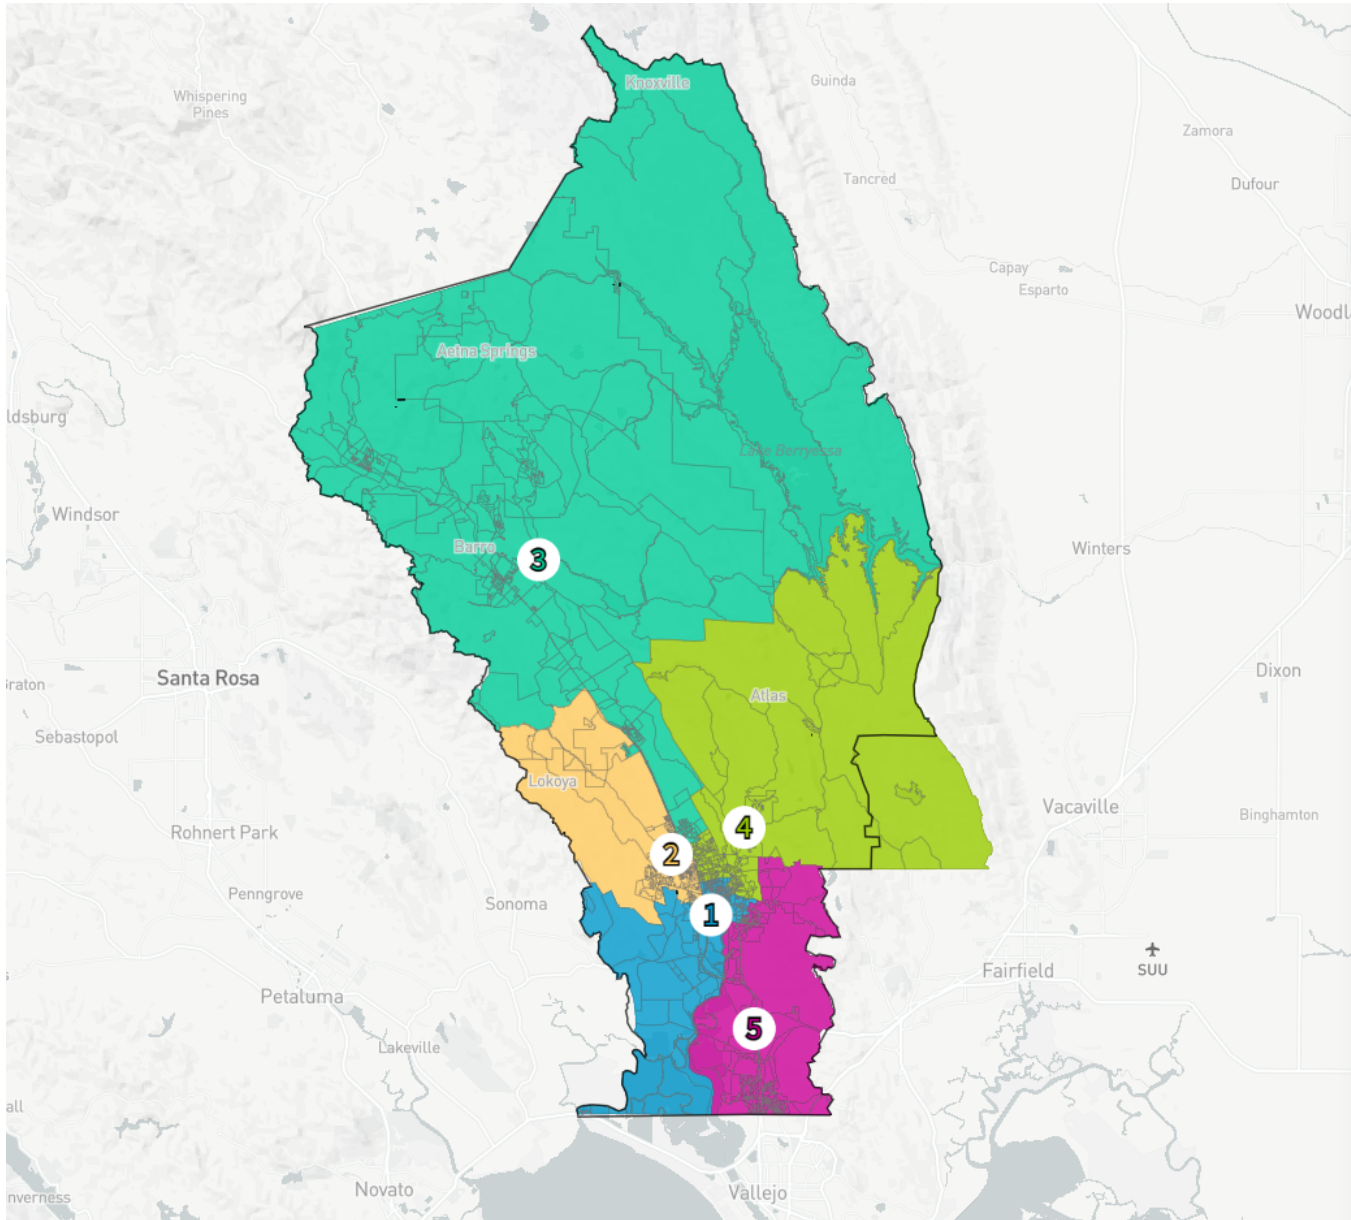 Knoxville
Guinda
Whispering
Pines
Zamora
Tancred
Dufour
Capay
Esparto
Woodl
Aetna Springs
ldsburg
Lake Berryessa
Windsor
Winters
Barro
3
Santa Rosa
Dixon
Graton
Atlas
Sebastopol
Lokoya
Vacaville
Binghamton
4
Rohnert Park
2
Penngrove
Sonoma
1
Fairfield
SUU
Petaluma
5
Lakeville
all
Novato
Vallejo
nverness